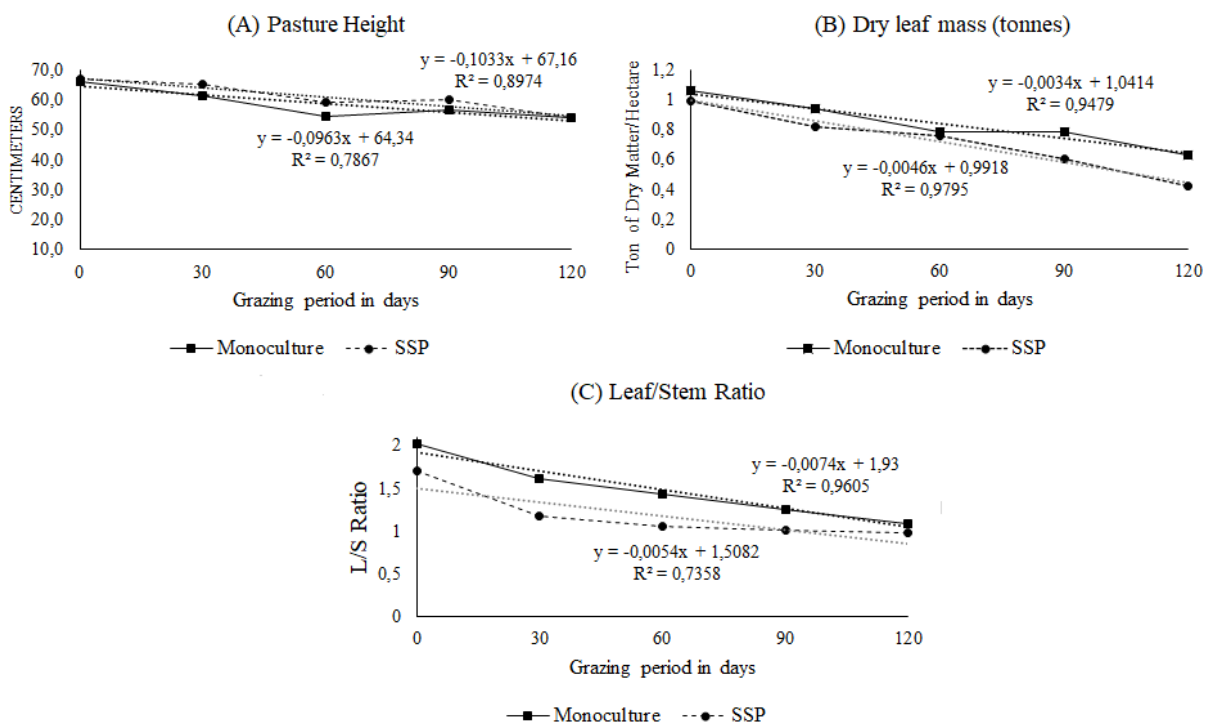 (A) Pasture Height
y = -0,1033x + 67,16
R² = 0,8974
y = -0,0963x + 64,34
R² = 0,7867
CENTIMETERS
70,0
60,0
50,0
40,0
30,0
20,0
10,0
0 30 60 90 120
Grazing period in days
Monoculture SSP
(B) Dry leaf mass (tonnes)
y = -0,0034x + 1,0414
R² = 0,9479
y = -0,0046x + 0,9918
R² = 0,9795
Ton of Dry Matter/Hectare
1,2
1
0,8
0,6
0,4
0,2
0
0 30 60 90 120
Grazing period in days
Monoculture SSP
(C) Leaf/Stem Ratio
y = -0,0074x + 1,93
R² = 0,9605
y = -0,0054x + 1,5082
R² = 0,7358
L/S Ratio
2
1,5
1
0,5
0
0 30 60 90 120
Grazing period in days
Monoculture SSP